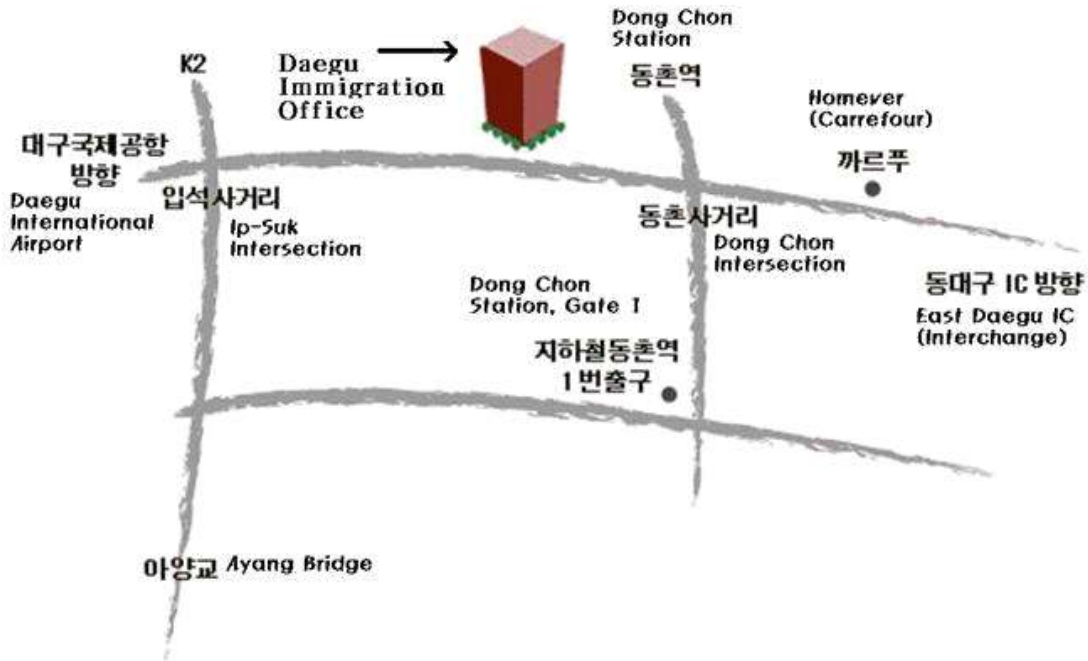 Dong Chon
Station
동촌역
K2
Daegu
Immigration
Office
Homever
(Carrefour)
까르푸
대구국제공항
방향
Daegu
International
Airport
입석사거리
Ip-Suk
Intersection
동촌사거리
Dong Chon
Intersection
동대구 IC 방향
East Daegu IC
(Interchange)
Dong Chon
Station, Gate 1
지하철동촌역
1번출구
아양교 Ayang Bridge